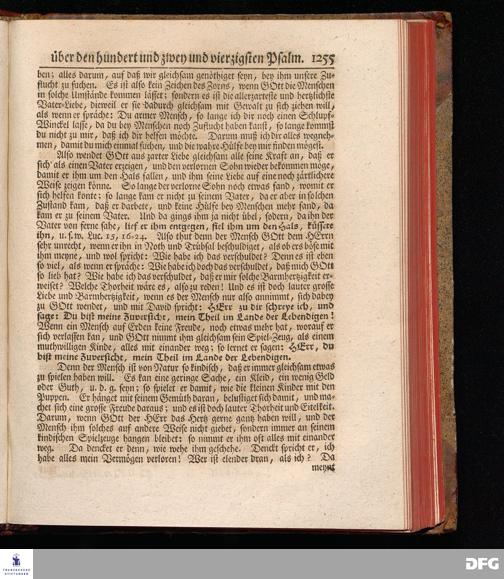 über den hundert und zwey und vierzigsten Psalm. 1255
ben; alles darum, auf daß wir gleichsam genöthiget seyn, bey ihm unsere Zu-
flucht zu suchen. Es ist also kein Zeichen des Zorns, wenn GOtt die Menschen
in solche Umstände kommen lässet: sondern es ist die allerzarteste und hertzlichste
Vater-Liebe, dieweil er sie dadurch gleichsam mit Gewalt zu sich ziehen will,
als wenn er spräche: Du armer Mensch, so lange ich dir noch einen Schlupf-
Winckel lasse, da du bey Menschen noch Zuflucht haben kanst, so lange kommst
du nicht zu mir, daß ich dir helfen möchte. Darum muß ich dir alles wegneh-
men, damit du mich einmal suchen, und die wahre Hülfe bey mir finden mögest.
Also wendet GOtt aus zarter Liebe gleichsam alle seine Kraft an, daß er
sich als einen Vater erzeigen, und den verlornen Sohn wieder bekommen möge,
damit er ihm um den Hals fallen, und ihm seine Liebe auf eine noch zärtlichere
Weise zeigen könne. So lange der verlorne Sohn noch etwas fand, womit er
sich helfen konte: so lange kam er nicht zu seinem Vater, da er aber in solchen
Zustand kam, daß er darbete, und keine Hülfe bey Menschen mehr fand, da
kam er zu seinem Vater. Und da gings ihm ja nicht übel, sondern, da ihn der
Vater von ferne sahe, lief er ihm entgegen, fiel ihm um den Hals, küssete
ihn, u. s. w. Luc. 15, 16-24. Also thut denn der Mensch GOtt dem HErrn
sehr unrecht, wenn er ihn in Noth und Trübsal beschuldiget, als ob ers böse mit
ihm meyne, und wol spricht: Wie habe ich das verschuldet? Denn es ist eben
so viel, als wenn er spräche: Wie habe ich doch das verschuldet, daß mich GOtt
so lieb hat? Wie habe ich das verschuldet, daß er mir solche Barmherzigkeit er-
weiset? Welche Thorheit wäre es, also zu reden! Und es ist doch lauter grosse
Liebe und Barmhertzigkeit, wenn es der Mensch nur also annimmt, sich dabey
zu GOtt wendet, und mit David spricht: HErr zu dir schreye ich, und
sage: Du bist meine Zuversicht, mein Theil im Lande der Lebendigen!
Wenn ein Mensch auf Erden keine Freude, noch etwas mehr hat, worauf er
sich verlassen kan, und GOtt nimmt ihm gleichsam sein Spiel-Zeug, als einem
muthwilligen Kinde, alles mit einander weg; so lernet er sagen: HErr, du
bist meine Zuversicht, mein Theil im Lande der Lebendigen.
Denn der Mensch ist von Natur so kindisch, daß er immer gleichsam etwas
zu spielen haben will. Es kan eine geringe Sache, ein Kleid, ein wenig Geld
oder Guth, u. d. g. seyn; so spielet er damit, wie die kleinen Kinder mit den
Puppen. Er hänget mit seinem Gemüth daran, belustiget sich damit, und ma-
chet sich eine grosse Freude daraus; und es ist doch lauter Thorheit und Eitelkeit.
Darum, wenn GOtt der HErr das Hertz gerne gantz haben will, und der
Mensch ihm solches auf andere Weise nicht giebet, sondern immer an seinem
kindischen Spielzeuge hangen bleibet: so nimmt er ihm oft alles mit einander
weg. Da dencket er denn, wie wehe ihm geschehe. Denckt spricht er, ich
habe alles mein Vermögen verloren! Wer ist elender dran, als ich? Da
meynt
FRANCKESCHE
STIFTUNGEN
DFG